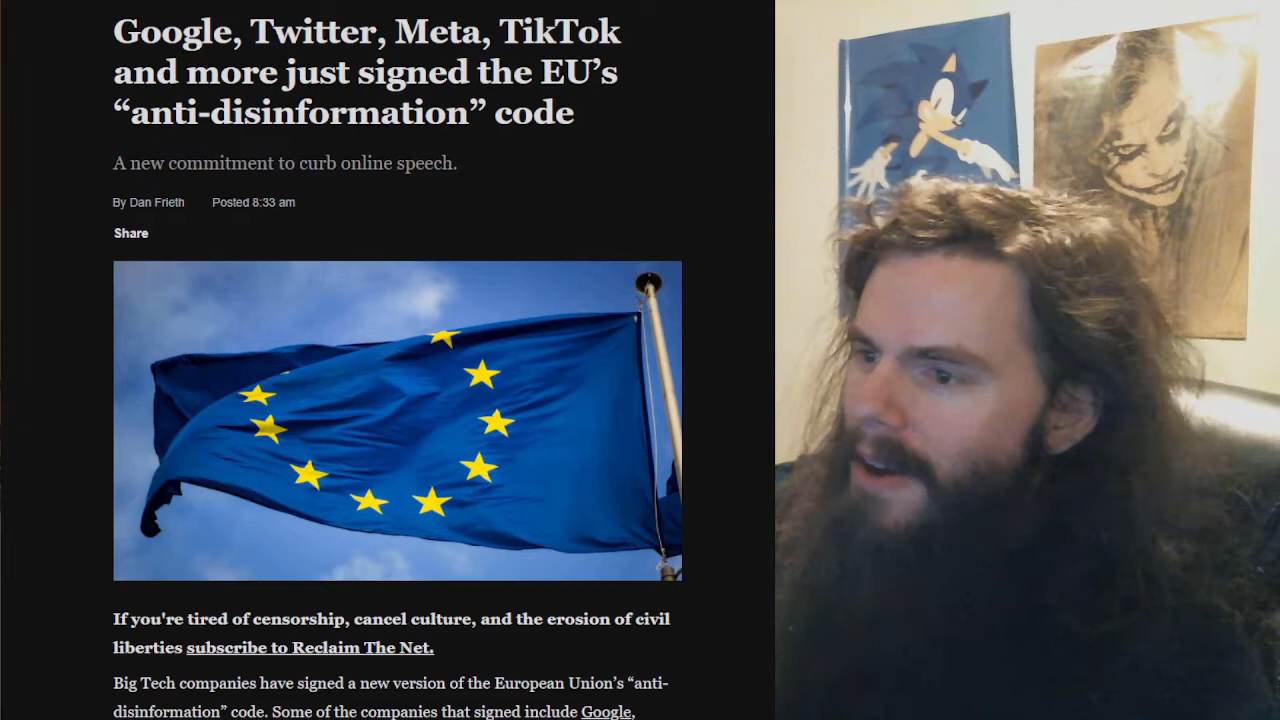 Google, Twitter, Meta, TikTok
and more just signed the EU’s
“anti-disinformation” code
A new commitment to curb online speech.
By Dan Frieth Posted 8:33 am
Share
If you're tired of censorship, cancel culture, and the erosion of civil
liberties subscribe to Reclaim The Net.
Big Tech companies have signed a new version of the European Union’s “anti-
disinformation” code. Some of the companies that signed include Google,